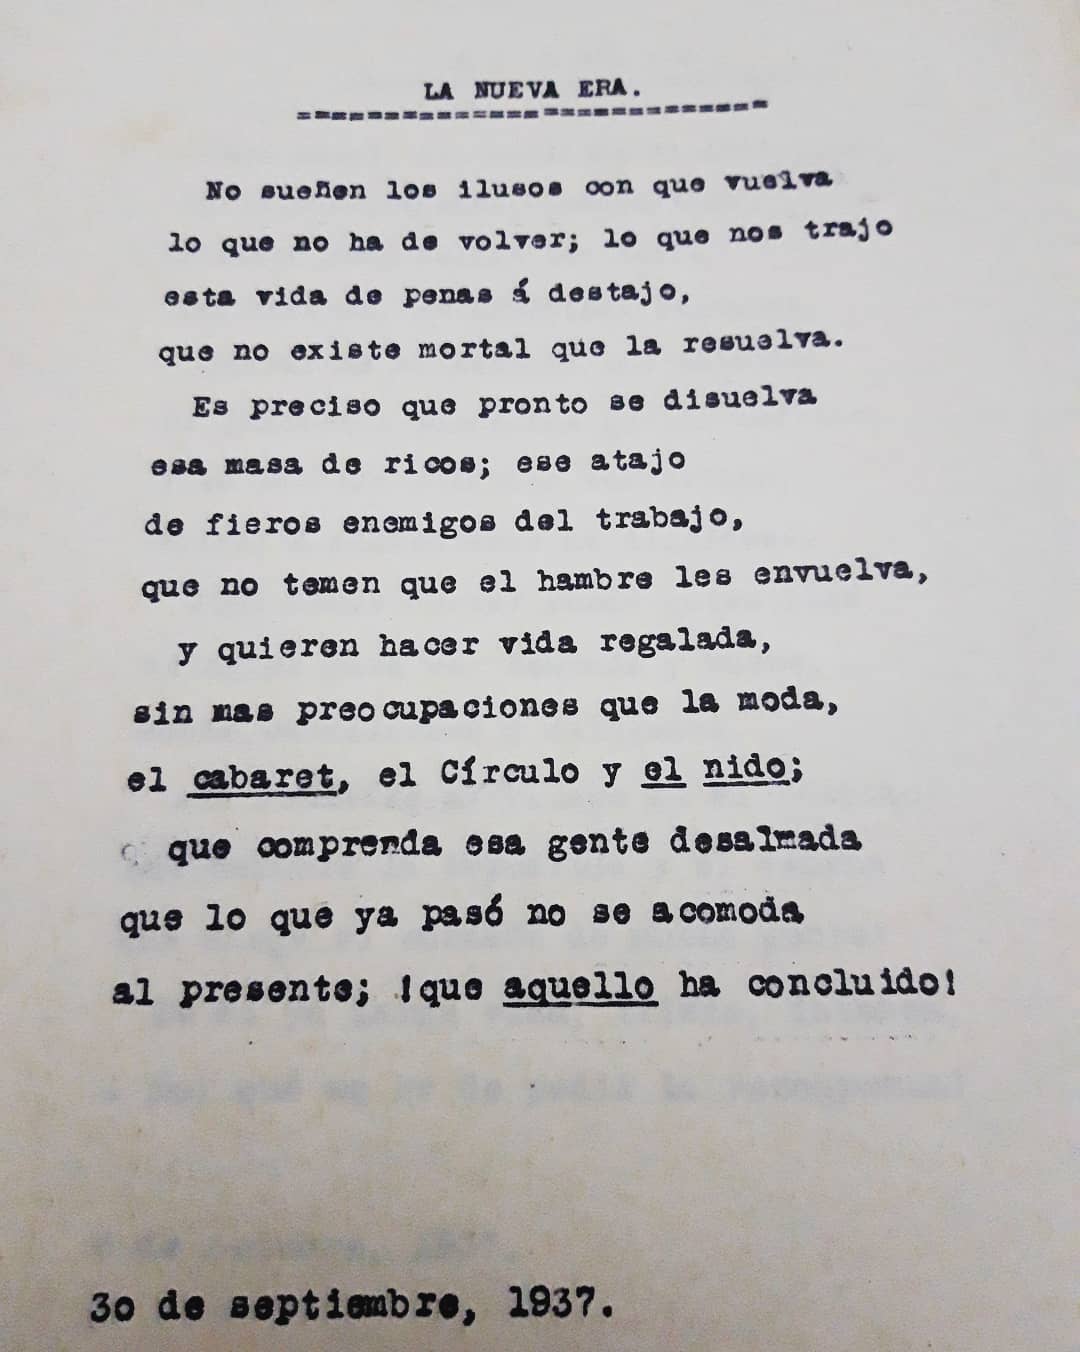 LA NUEVA ERA.
===========================
No sueñen los ilusos con que vuelva
lo que no ha de volver; lo que nos trajo
esta vida de penas á destajo,
que no existe mortal que la resuelva.
Es preciso que pronto se disuelva
esa masa de ricos; ese atajo
de fieros enemigos del trabajo,
que no temen que el hambre les envuelva,
y quieren hacer vida regalada,
sin mas preocupaciones que la moda,
el cabaret, el Círculo y el nido;
que comprenda esa gente desalmada
que lo que ya pasó no se acomoda
al presente; !que aquello ha concluido!
30 de septiembre, 1937.